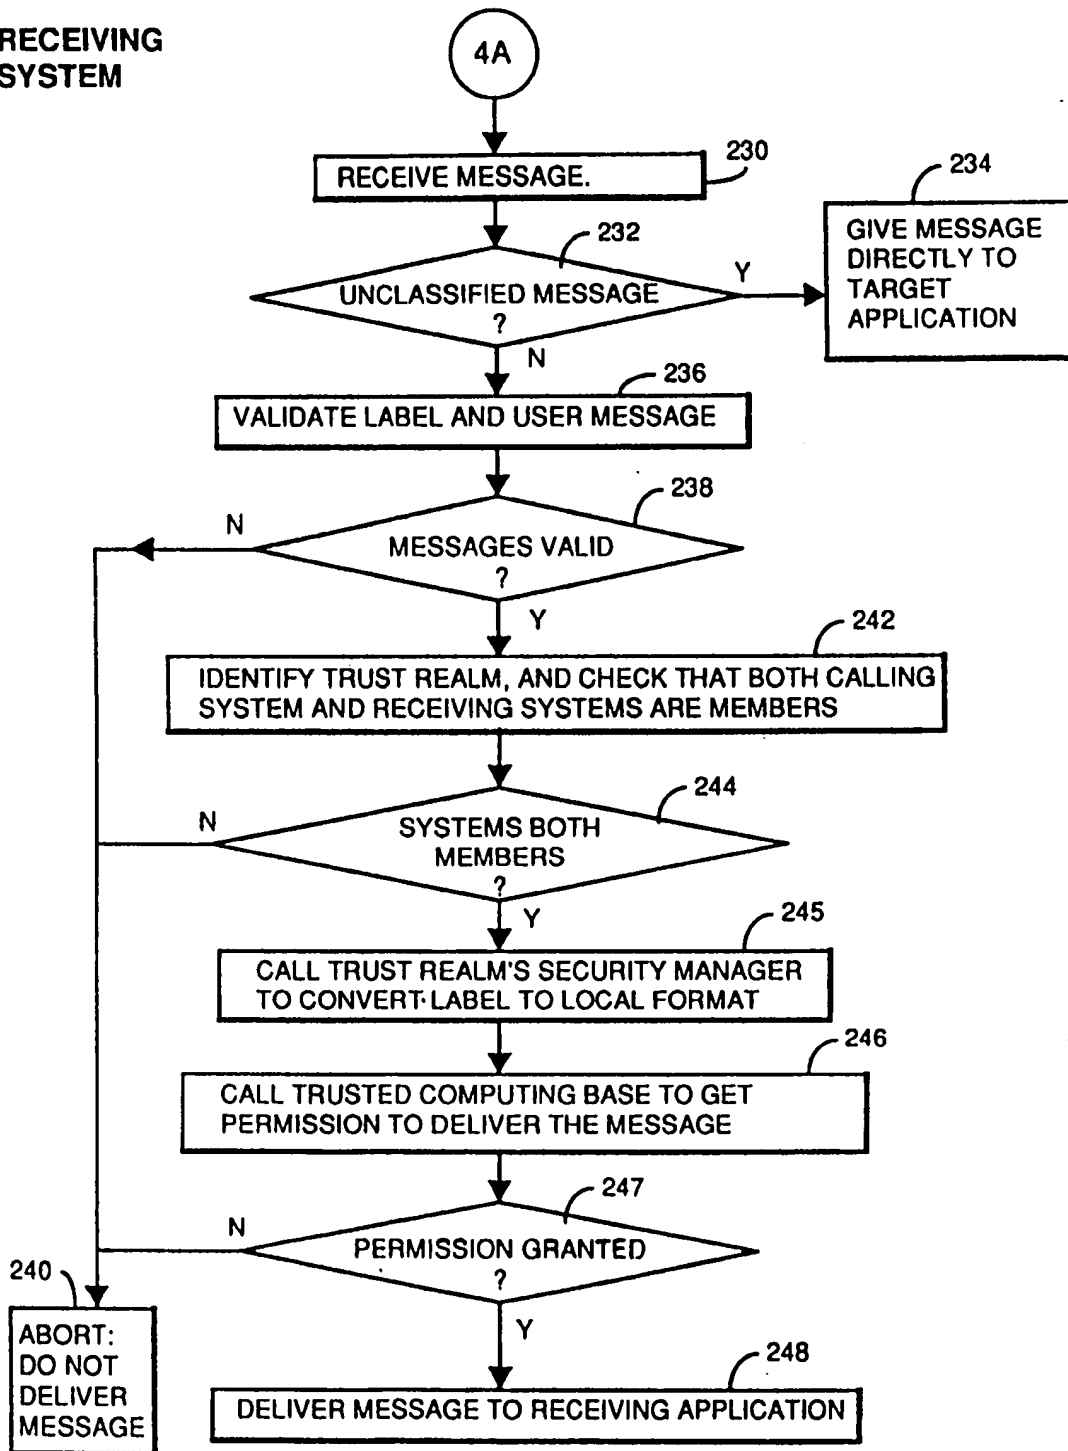 RECEIVING
SYSTEM
4A
RECEIVE MESSAGE.
230
232
UNCLASSIFIED MESSAGE
?
Y
N
234
GIVE MESSAGE
DIRECTLY TO
TARGET
APPLICATION
236
VALIDATE LABEL AND USER MESSAGE
238
MESSAGES VALID
?
N
Y
242
IDENTIFY TRUST REALM, AND CHECK THAT BOTH CALLING
SYSTEM AND RECEIVING SYSTEMS ARE MEMBERS
244
SYSTEMS BOTH
MEMBERS
?
N
Y
245
CALL TRUST REALM'S SECURITY MANAGER
TO CONVERT LABEL TO LOCAL FORMAT
246
CALL TRUSTED COMPUTING BASE TO GET
PERMISSION TO DELIVER THE MESSAGE
247
PERMISSION GRANTED
?
N
Y
240
ABORT:
DO NOT
DELIVER
MESSAGE
248
DELIVER MESSAGE TO RECEIVING APPLICATION